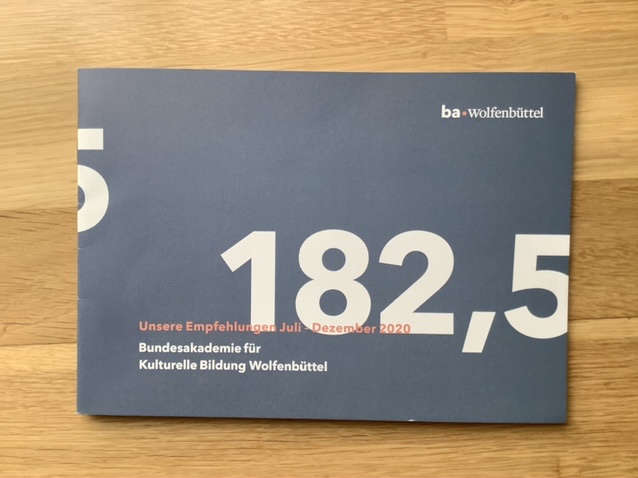 ba•Wolfenbüttel
5
182,5
Unsere Empfehlungen Juli – Dezember 2020
Bundesakademie für
Kulturelle Bildung Wolfenbüttel